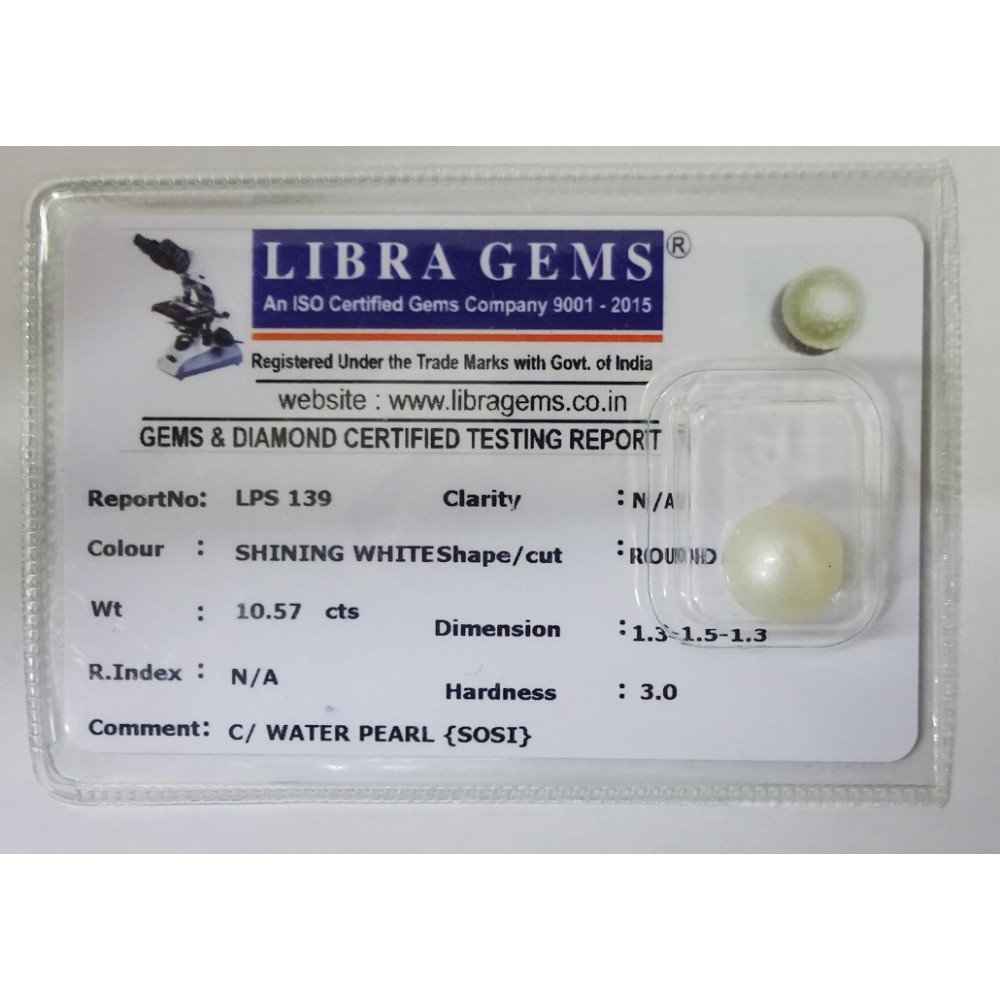 LIBRA GEMS ®
An ISO Certified Gems Company 9001 - 2015
Registered Under the Trade Marks with Govt. of India
website : www.libragems.co.in
GEMS & DIAMOND CERTIFIED TESTING REPORT
ReportNo: LPS 139 Clarity : N/A
Colour : SHINING WHITE Shape/cut : ROUND
Wt : 10.57 cts Dimension : 1.3-1.5-1.3
R.Index : N/A Hardness : 3.0
Comment: C/ WATER PEARL {SOSI}